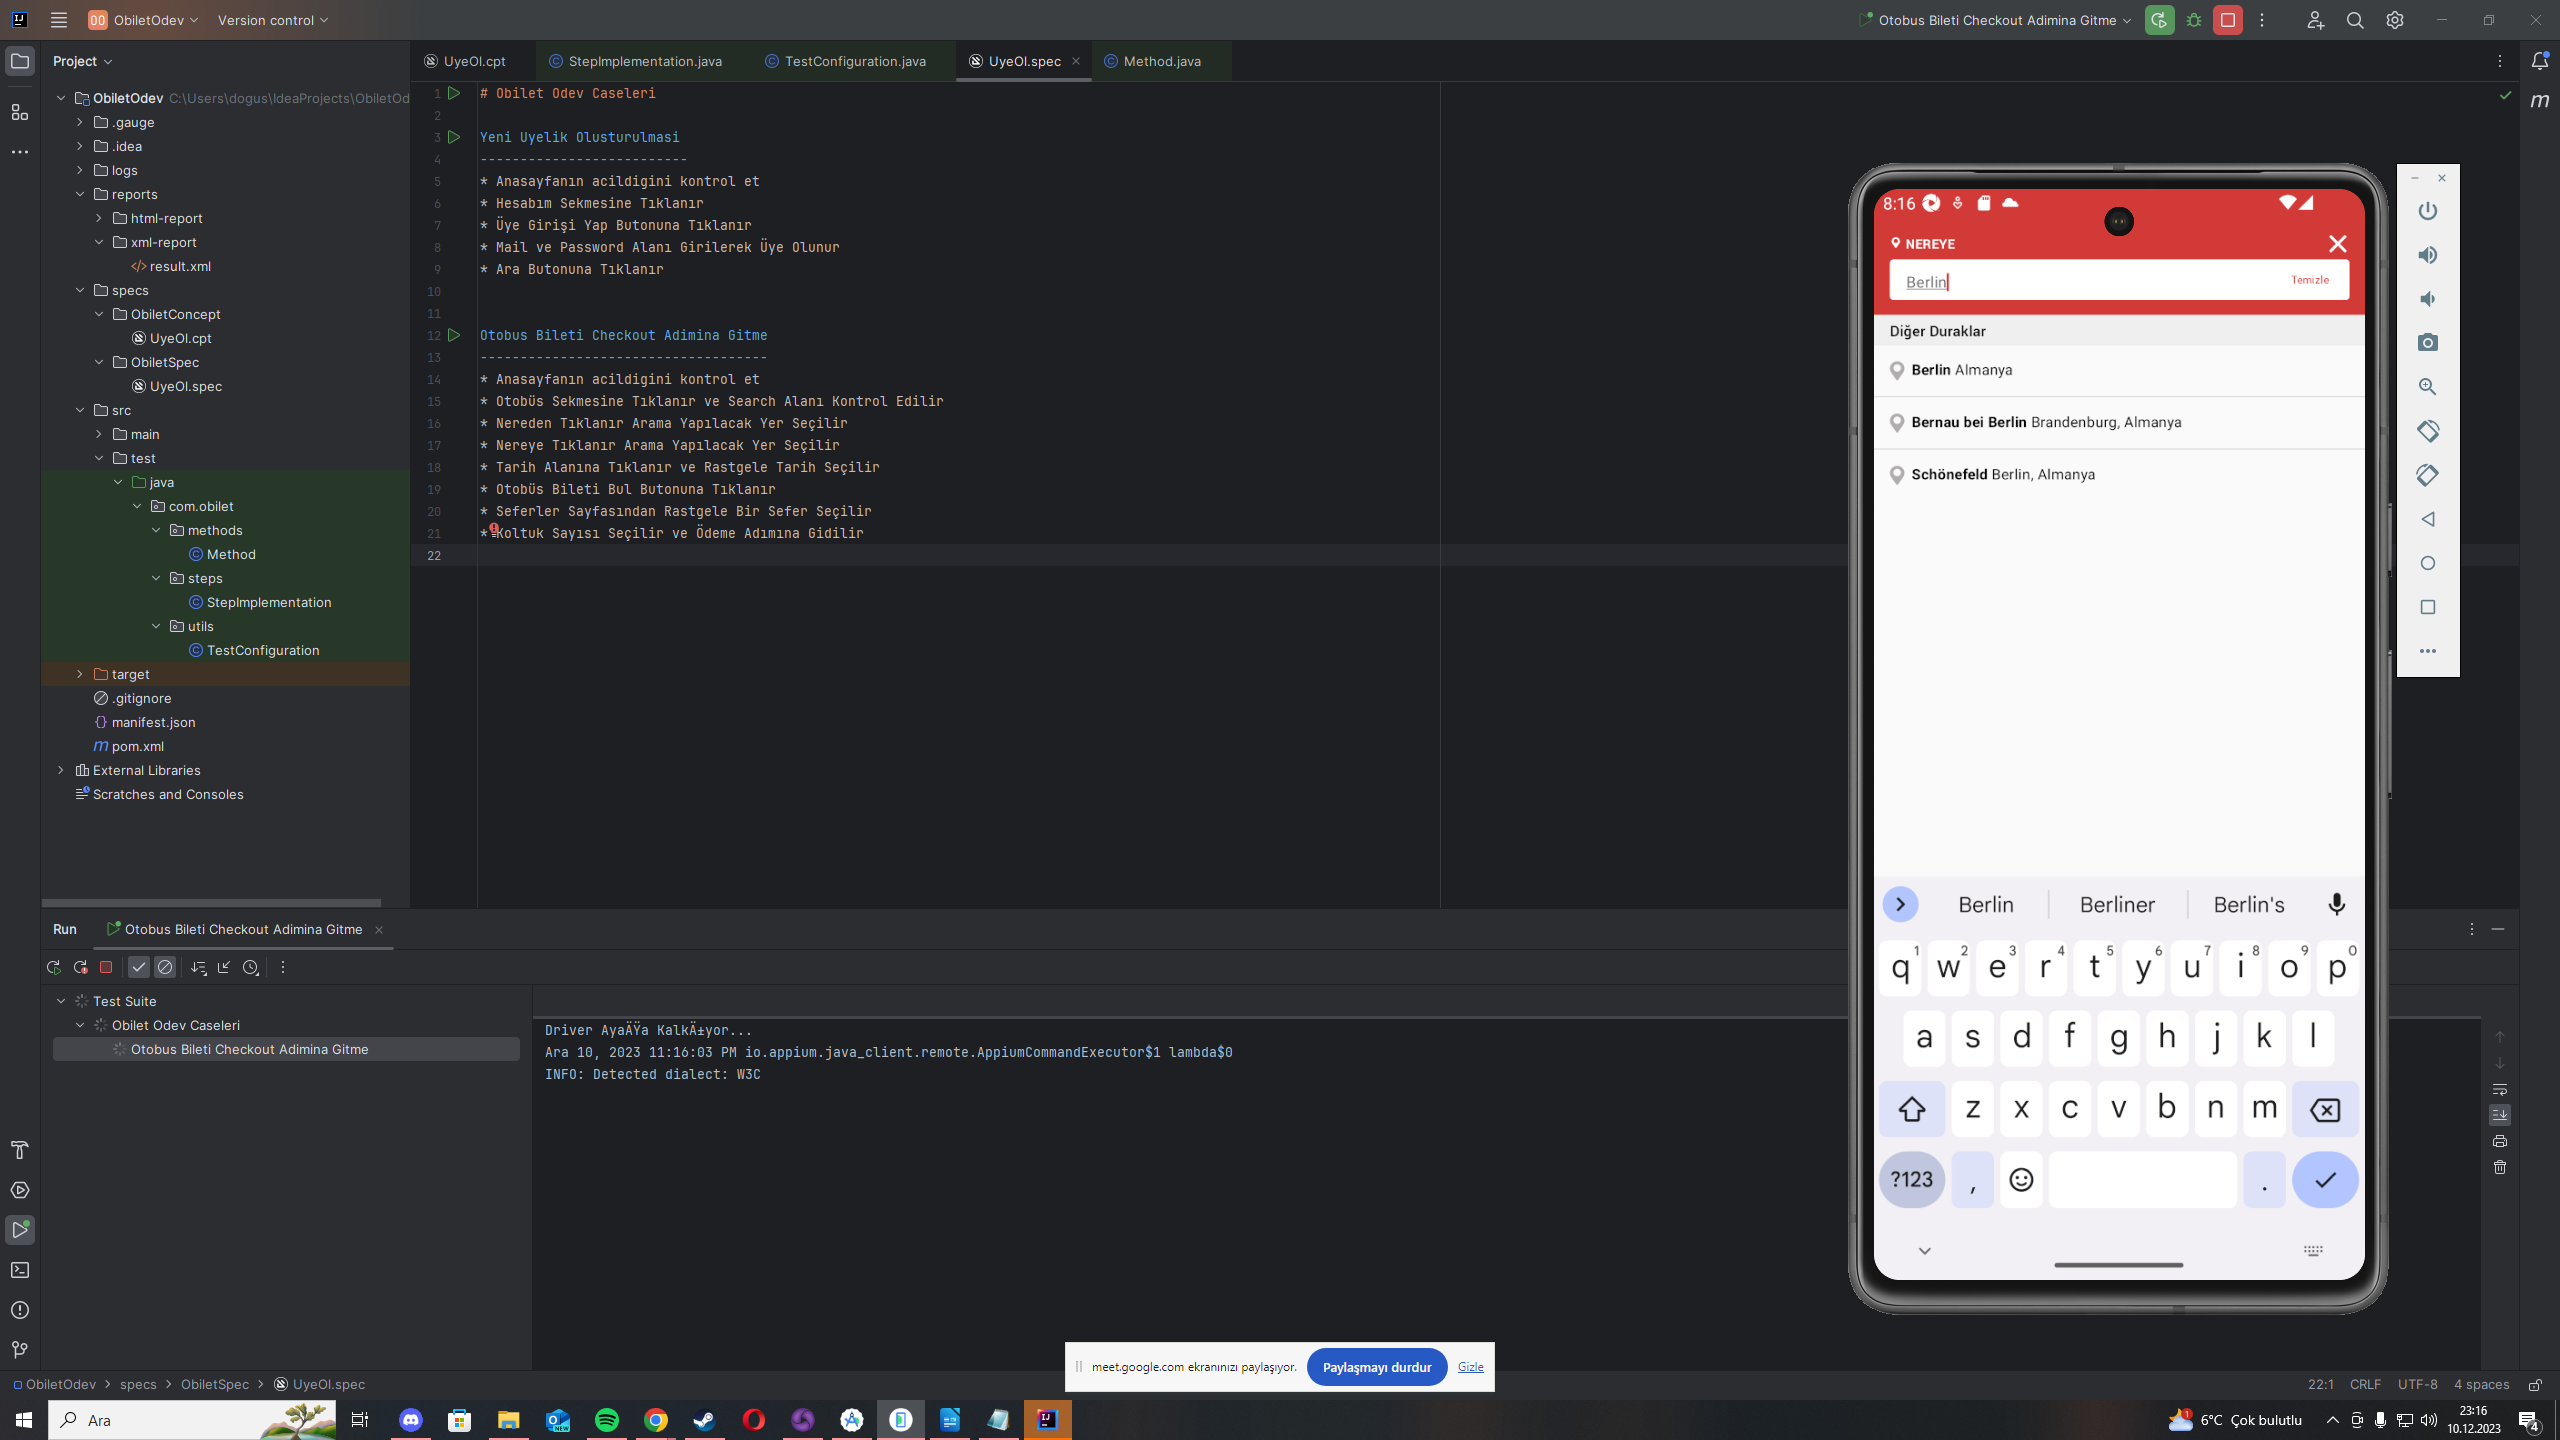 OO ObiletOdev Version control
Otobus Bileti Checkout Adimina Gitme
Project
UyeOl.cpt StepImplementation.java TestConfiguration.java UyeOl.spec Method.java
ObiletOdev C:\Users\dogus\IdeaProjects\ObiletOd
.gauge
.idea
logs
reports
html-report
xml-report
result.xml
specs
ObiletConcept
UyeOl.cpt
ObiletSpec
UyeOl.spec
src
main
test
java
com.obilet
methods
Method
steps
StepImplementation
utils
TestConfiguration
target
.gitignore
manifest.json
pom.xml
External Libraries
Scratches and Consoles
1 # Obilet Odev Caseleri
2
3 Yeni Uyelik Olusturulmasi
4 --------------------------
5 * Anasayfanın acildigini kontrol et
6 * Hesabım Sekmesine Tıklanır
7 * Üye Girişi Yap Butonuna Tıklanır
8 * Mail ve Password Alanı Girilerek Üye Olunur
9 * Ara Butonuna Tıklanır
10
11
12 Otobus Bileti Checkout Adimina Gitme
13 ------------------------------------
14 * Anasayfanın acildigini kontrol et
15 * Otobüs Sekmesine Tıklanır ve Search Alanı Kontrol Edilir
16 * Nereden Tıklanır Arama Yapılacak Yer Seçilir
17 * Nereye Tıklanır Arama Yapılacak Yer Seçilir
18 * Tarih Alanına Tıklanır ve Rastgele Tarih Seçilir
19 * Otobüs Bileti Bul Butonuna Tıklanır
20 * Seferler Sayfasından Rastgele Bir Sefer Seçilir
21 * Koltuk Sayısı Seçilir ve Ödeme Adımına Gidilir
22
8:16
NEREYE
Berlin Temizle
Diğer Duraklar
Berlin Almanya
Bernau bei Berlin Brandenburg, Almanya
Schönefeld Berlin, Almanya
Berlin Berliner Berlin's
q1 w2 e3 r4 t5 y6 u7 i8 o9 p0
a s d f g h j k l
z x c v b n m
?123 , .
Run Otobus Bileti Checkout Adimina Gitme
Test Suite
Obilet Odev Caseleri
Otobus Bileti Checkout Adimina Gitme
Driver AyaÄŸa KalkÄ±yor...
Ara 10, 2023 11:16:03 PM io.appium.java_client.remote.AppiumCommandExecutor$1 lambda$0
INFO: Detected dialect: W3C
meet.google.com ekranınızı paylaşıyor. Paylaşmayı durdur Gizle
ObiletOdev > specs > ObiletSpec > UyeOl.spec
22:1 CRLF UTF-8 4 spaces
Ara
NEW
1 6°C Çok bulutlu
23:16
10.12.2023
4